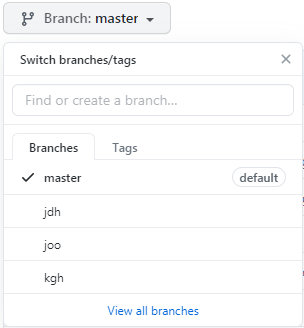 Branch: master
Switch branches/tags
Find or create a branch...
Branches Tags
master default
jdh
joo
kgh
View all branches